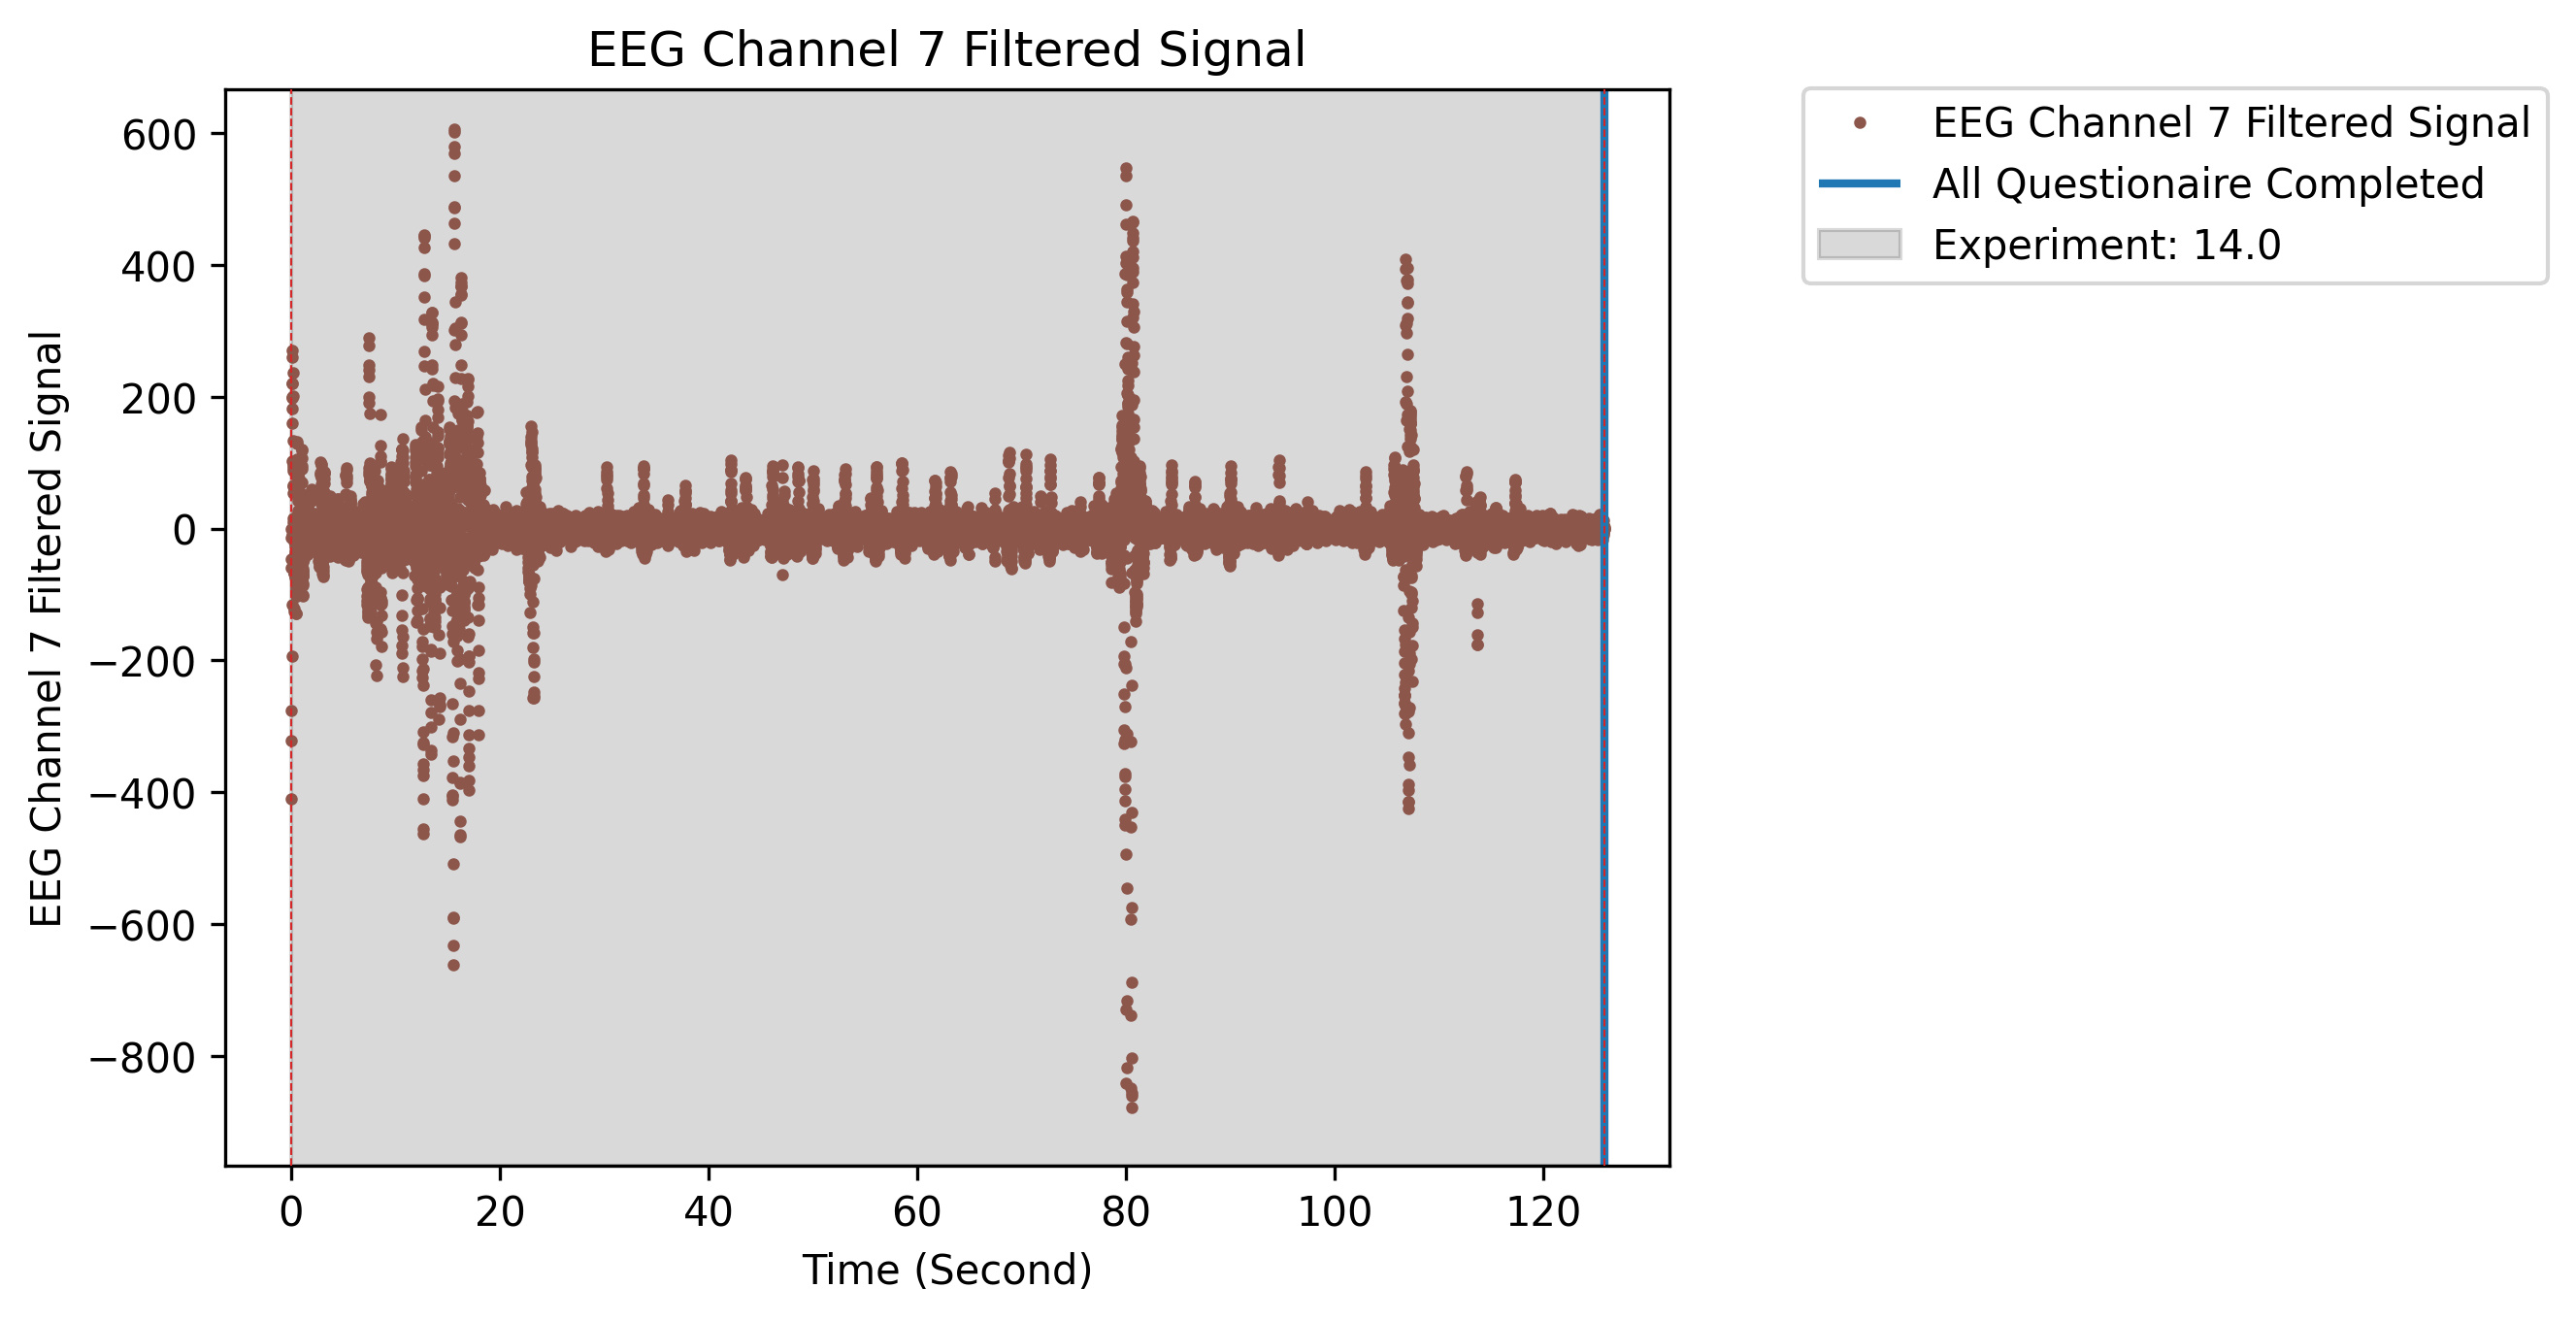 EEG Channel 7 Filtered Signal
EEG Channel 7 Filtered Signal
600
400
200
0
−200
−400
−600
−800
0 20 40 60 80 100 120
Time (Second)
EEG Channel 7 Filtered Signal
All Questionaire Completed
Experiment: 14.0